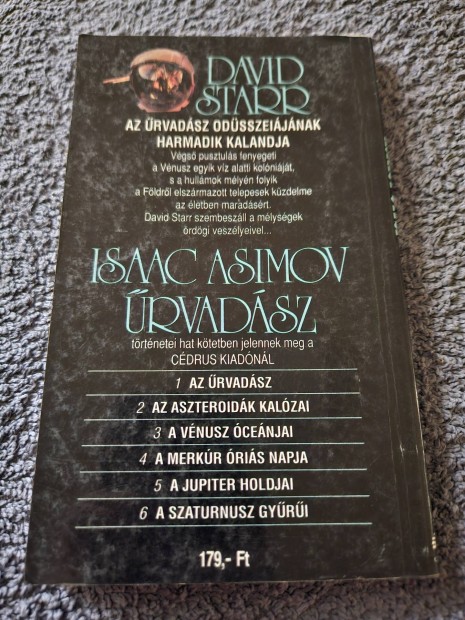 DAVID
STARR
AZ ŰRVADÁSZ ODÜSSZEIÁJÁNAK
HARMADIK KALANDJA
Végső pusztulás fenyegeti
a Vénusz egyik víz alatti kolóniáját,
s a hullámok mélyén folyik
a Földről elszármazott telepesek küzdelme
az életben maradásért.
David Starr szembeszáll a mélységek
ördögi veszélyeivel...
ISAAC ASIMOV
ŰRVADÁSZ
történetei hat kötetben jelennek meg a
CÉDRUS KIADÓNÁL
1 AZ ŰRVADÁSZ
2 AZ ASZTEROIDÁK KALÓZAI
3 A VÉNUSZ ÓCEÁNJAI
4 A MERKÚR ÓRIÁS NAPJA
5 A JUPITER HOLDJAI
6 A SZATURNUSZ GYŰRŰI
179,- Ft